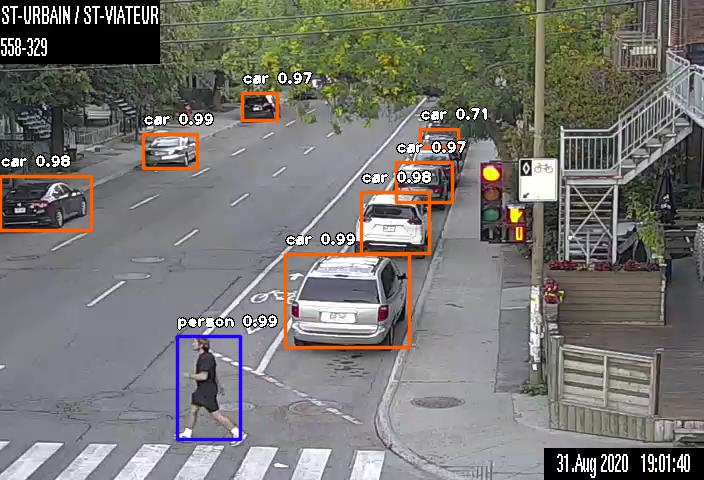 ST-URBAIN / ST-VIATEUR
558-329
car 0.97
car 0.99
car 0.71
car 0.97
car 0.98
car 0.98
car 0.99
person 0.99
31.Aug 2020 19:01:40